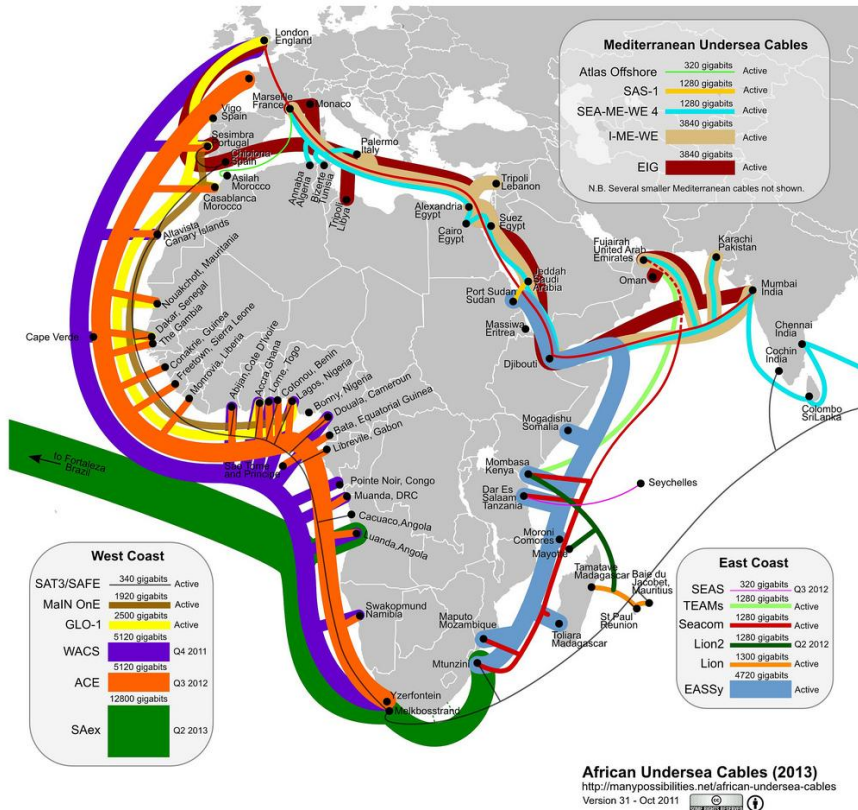 London
England
Marseille
France
Monaco
Vigo
Spain
Sesimbra
Portugal
Chipiona
Spain
Palermo
Italy
Asilah
Morocco
Casablanca
Morocco
Annaba
Algeria
Bizerte
Tunisia
Tripoli
Libya
Tripoli
Lebanon
Alexandria
Egypt
Cairo
Egypt
Suez
Egypt
Altavista
Canary Islands
Jeddah
Saudi
Arabia
Port Sudan
Sudan
Massiwa
Eritrea
Djibouti
Fujairah
United Arab
Emirates
Oman
Karachi
Pakistan
Mumbai
India
Chennai
India
Cochin
India
Colombo
SriLanka
Nouakchott, Mauritania
Dakar, Senegal
The Gambia
Cape Verde
Conakrie, Guinea
Freetown, Sierra Leone
Monrovia, Liberia
Abijan,Cote D'Ivoire
Accra,Ghana
Lome, Togo
Cotonou, Benin
Lagos, Nigeria
Bonny, Nigeria
Douala, Cameroun
Bata, Equatorial Guinea
Libreville, Gabon
Sao Tome
and Principe
Pointe Noir, Congo
Muanda, DRC
Cacuaco,Angola
Luanda,Angola
Swakopmund
Namibia
Yzerfontein
Melkbosstrand
Mtunzini
Maputo
Mozambique
Toliara
Madagascar
Mogadishu
Somalia
Mombasa
Kenya
Dar Es
Salaam
Tanzania
Seychelles
Moroni
Comores
Mayotte
Tamatave
Madagascar
Baie du
Jacobet,
Mauritius
St Paul
Reunion
to Fortaleza
Brazil
Mediterranean Undersea Cables
Atlas Offshore 320 gigabits Active
SAS-1 1280 gigabits Active
SEA-ME-WE 4 1280 gigabits Active
I-ME-WE 3840 gigabits Active
EIG 3840 gigabits Active
N.B. Several smaller Mediterranean cables not shown.
West Coast
SAT3/SAFE 340 gigabits Active
MaIN OnE 1920 gigabits Active
GLO-1 2500 gigabits Active
WACS 5120 gigabits Q4 2011
ACE 5120 gigabits Q3 2012
SAex 12800 gigabits Q2 2013
East Coast
SEAS 320 gigabits Q3 2012
TEAMs 1280 gigabits Active
Seacom 1280 gigabits Active
Lion2 1280 gigabits Q2 2012
Lion 1300 gigabits Active
EASSy 4720 gigabits Active
African Undersea Cables (2013)
http://manypossibilities.net/african-undersea-cables
Version 31 - Oct 2011